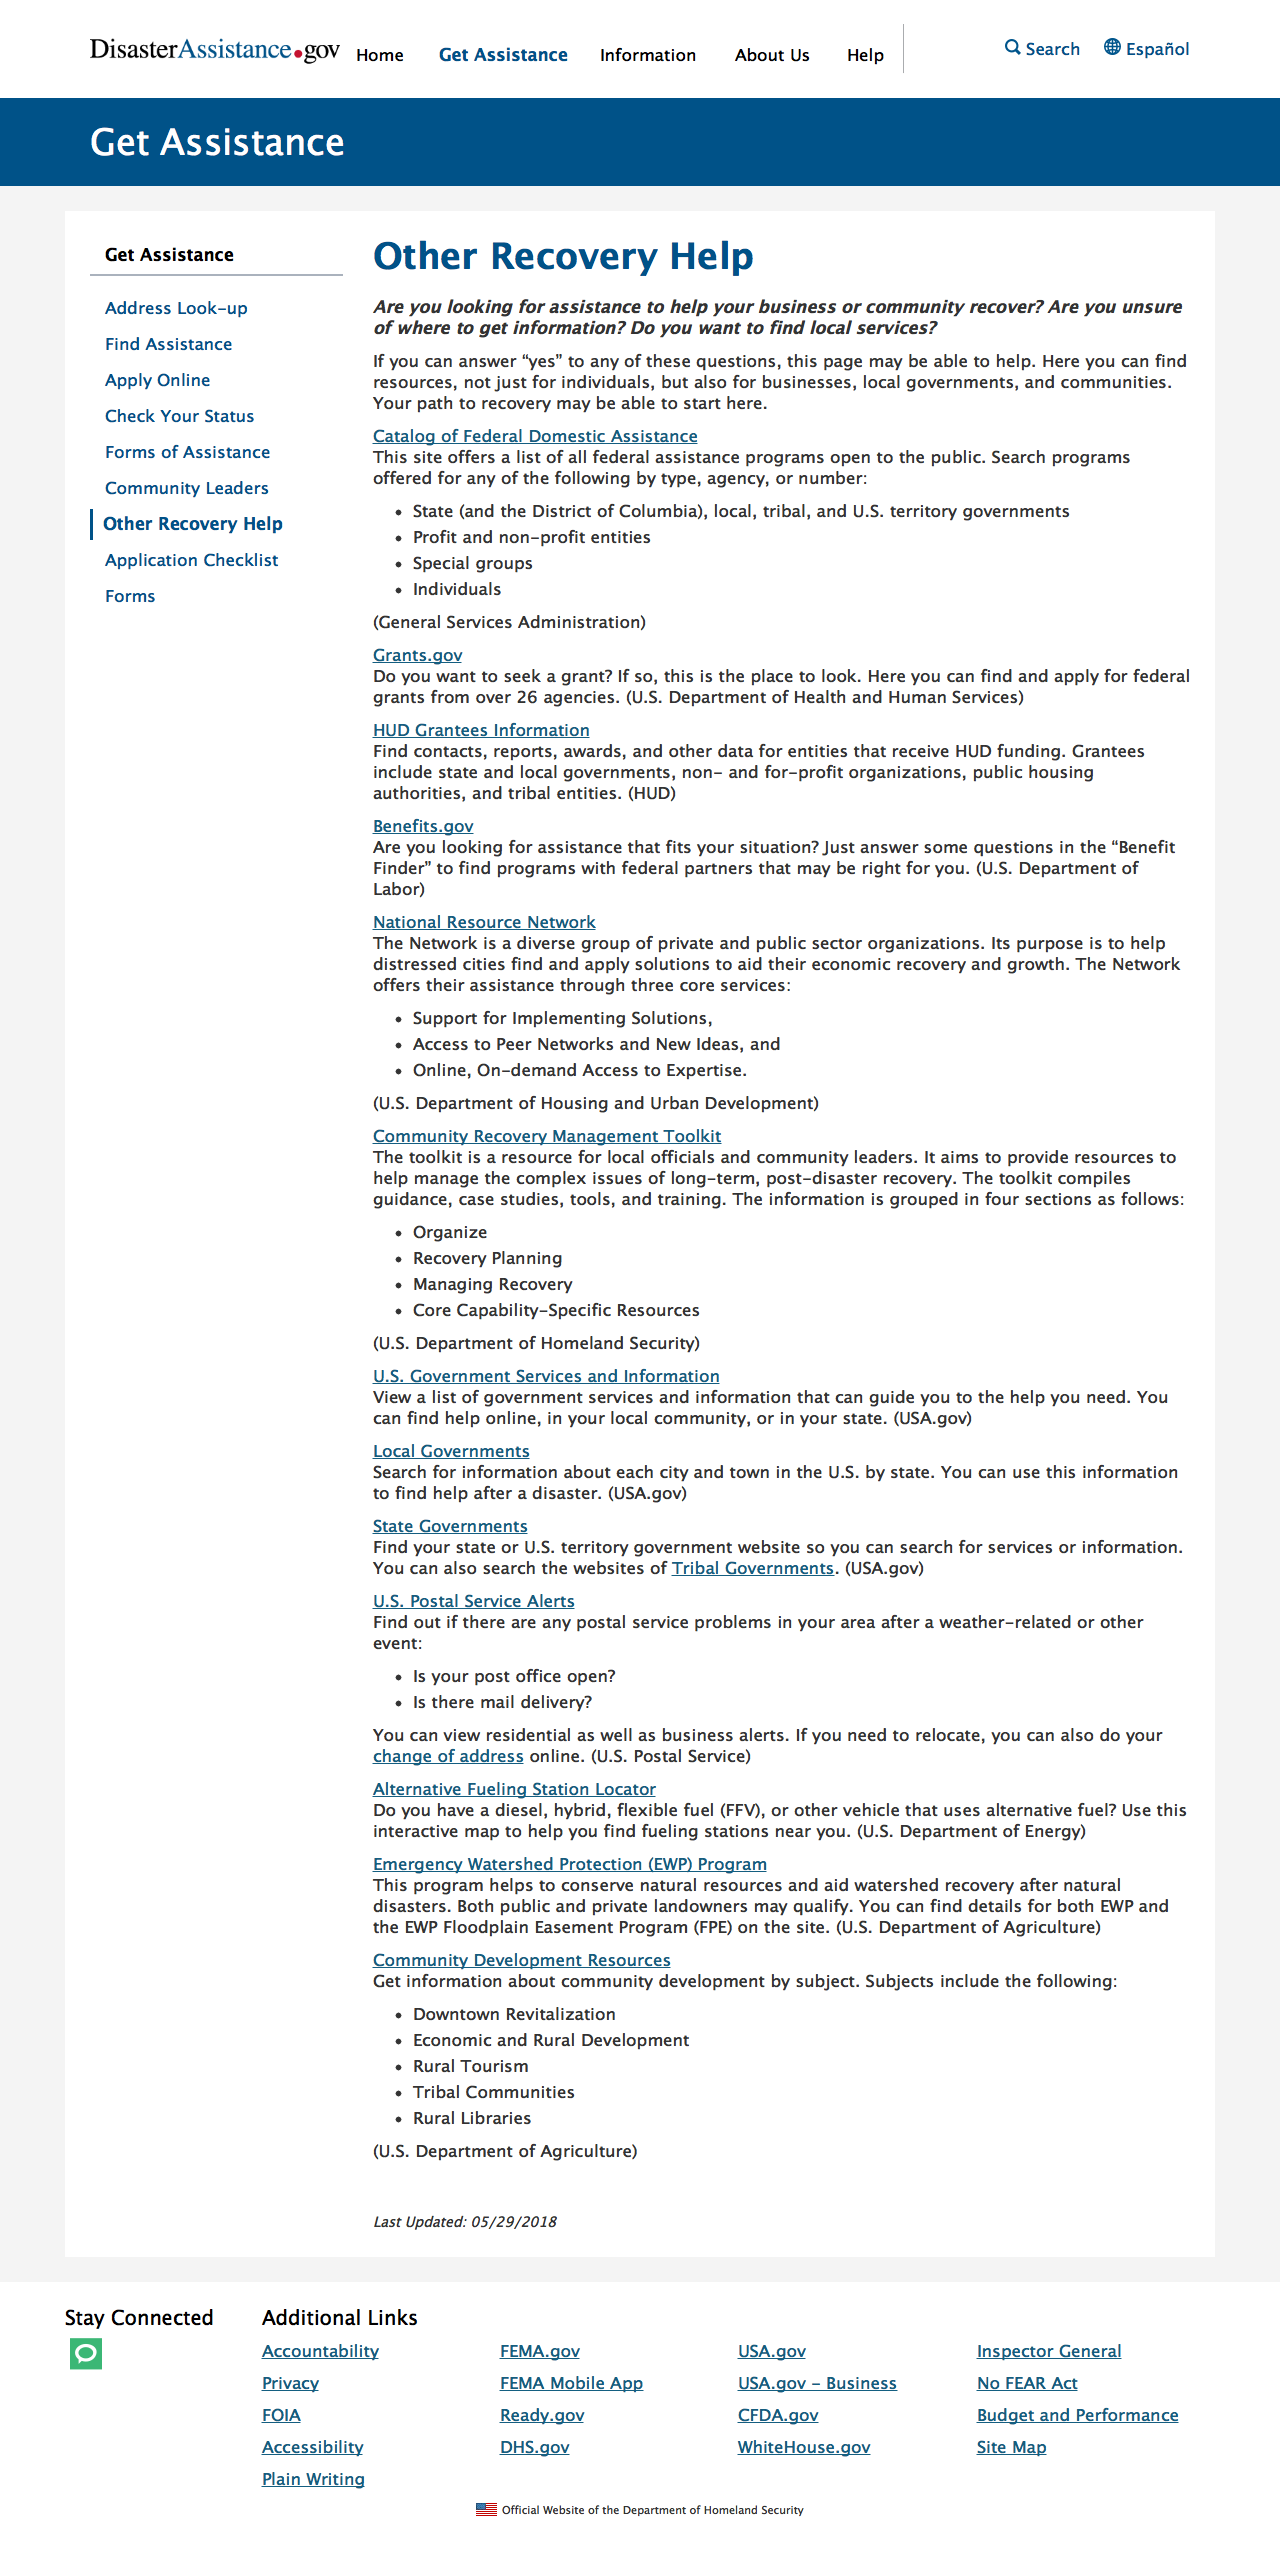 DisasterAssistance.gov
Home
Get Assistance
Information
About Us
Help
Search
Español
Get Assistance
Get Assistance
Address Look-up
Find Assistance
Apply Online
Check Your Status
Forms of Assistance
Community Leaders
Other Recovery Help
Application Checklist
Forms
Other Recovery Help
Are you looking for assistance to help your business or community recover? Are you unsure
of where to get information? Do you want to find local services?
If you can answer “yes” to any of these questions, this page may be able to help. Here you can find
resources, not just for individuals, but also for businesses, local governments, and communities.
Your path to recovery may be able to start here.
Catalog of Federal Domestic Assistance
This site offers a list of all federal assistance programs open to the public. Search programs
offered for any of the following by type, agency, or number:
• State (and the District of Columbia), local, tribal, and U.S. territory governments
• Profit and non-profit entities
• Special groups
• Individuals
(General Services Administration)
Grants.gov
Do you want to seek a grant? If so, this is the place to look. Here you can find and apply for federal
grants from over 26 agencies. (U.S. Department of Health and Human Services)
HUD Grantees Information
Find contacts, reports, awards, and other data for entities that receive HUD funding. Grantees
include state and local governments, non- and for-profit organizations, public housing
authorities, and tribal entities. (HUD)
Benefits.gov
Are you looking for assistance that fits your situation? Just answer some questions in the “Benefit
Finder” to find programs with federal partners that may be right for you. (U.S. Department of
Labor)
National Resource Network
The Network is a diverse group of private and public sector organizations. Its purpose is to help
distressed cities find and apply solutions to aid their economic recovery and growth. The Network
offers their assistance through three core services:
• Support for Implementing Solutions,
• Access to Peer Networks and New Ideas, and
• Online, On-demand Access to Expertise.
(U.S. Department of Housing and Urban Development)
Community Recovery Management Toolkit
The toolkit is a resource for local officials and community leaders. It aims to provide resources to
help manage the complex issues of long-term, post-disaster recovery. The toolkit compiles
guidance, case studies, tools, and training. The information is grouped in four sections as follows:
• Organize
• Recovery Planning
• Managing Recovery
• Core Capability-Specific Resources
(U.S. Department of Homeland Security)
U.S. Government Services and Information
View a list of government services and information that can guide you to the help you need. You
can find help online, in your local community, or in your state. (USA.gov)
Local Governments
Search for information about each city and town in the U.S. by state. You can use this information
to find help after a disaster. (USA.gov)
State Governments
Find your state or U.S. territory government website so you can search for services or information.
You can also search the websites of Tribal Governments. (USA.gov)
U.S. Postal Service Alerts
Find out if there are any postal service problems in your area after a weather-related or other
event:
• Is your post office open?
• Is there mail delivery?
You can view residential as well as business alerts. If you need to relocate, you can also do your
change of address online. (U.S. Postal Service)
Alternative Fueling Station Locator
Do you have a diesel, hybrid, flexible fuel (FFV), or other vehicle that uses alternative fuel? Use this
interactive map to help you find fueling stations near you. (U.S. Department of Energy)
Emergency Watershed Protection (EWP) Program
This program helps to conserve natural resources and aid watershed recovery after natural
disasters. Both public and private landowners may qualify. You can find details for both EWP and
the EWP Floodplain Easement Program (FPE) on the site. (U.S. Department of Agriculture)
Community Development Resources
Get information about community development by subject. Subjects include the following:
• Downtown Revitalization
• Economic and Rural Development
• Rural Tourism
• Tribal Communities
• Rural Libraries
(U.S. Department of Agriculture)
Last Updated: 05/29/2018
Stay Connected
Additional Links
Accountability
Privacy
FOIA
Accessibility
Plain Writing
FEMA.gov
FEMA Mobile App
Ready.gov
DHS.gov
USA.gov
USA.gov - Business
CFDA.gov
WhiteHouse.gov
Inspector General
No FEAR Act
Budget and Performance
Site Map
Official Website of the Department of Homeland Security